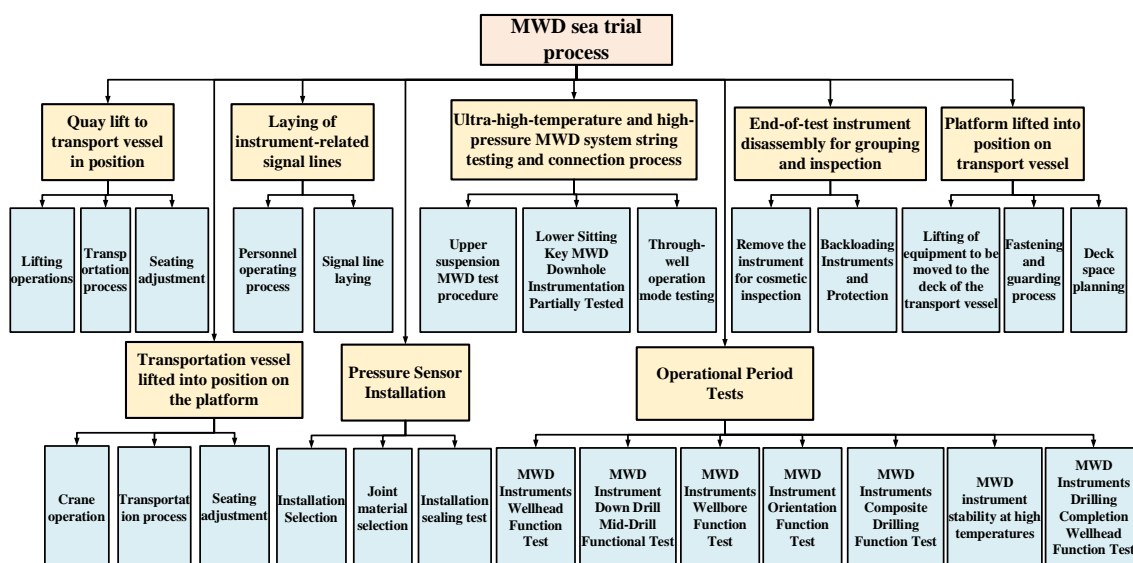 MWD sea trial
process
Quay lift to
transport vessel
in position
Laying of
instrument-related
signal lines
Ultra-high-temperature and high-
pressure MWD system string
testing and connection process
End-of-test instrument
disassembly for grouping
and inspection
Platform lifted into
position on
transport vessel
Lifting
operations
Transp
ortation
process
Seating
adjustment
Personnel
operating
process
Signal line
laying
Upper
suspension
MWD test
procedure
Lower Sitting
Key MWD
Downhole
Instrumentation
Partially Tested
Through-
well
operation
mode testing
Remove the
instrument
for cosmetic
inspection
Backloading
Instruments
and
Protection
Lifting of
equipment to be
moved to the
deck of the
transport vessel
Fastening
and
guarding
process
Deck
space
planning
Transportation vessel
lifted into position on
the platform
Pressure Sensor
Installation
Operational Period
Tests
Crane
operation
Transportat
ion process
Seating
adjustment
Installation
Selection
Joint
material
selection
Installation
sealing test
MWD
Instruments
Wellhead
Function
Test
MWD
Instrument
Down Drill
Mid-Drill
Functional Test
MWD
Instruments
Wellbore
Function
Test
MWD
Instrument
Orientation
Function
Test
MWD
Instruments
Composite
Drilling
Function Test
MWD
instrument
stability at high
temperatures
MWD
Instruments
Drilling
Completion
Wellhead
Function Test